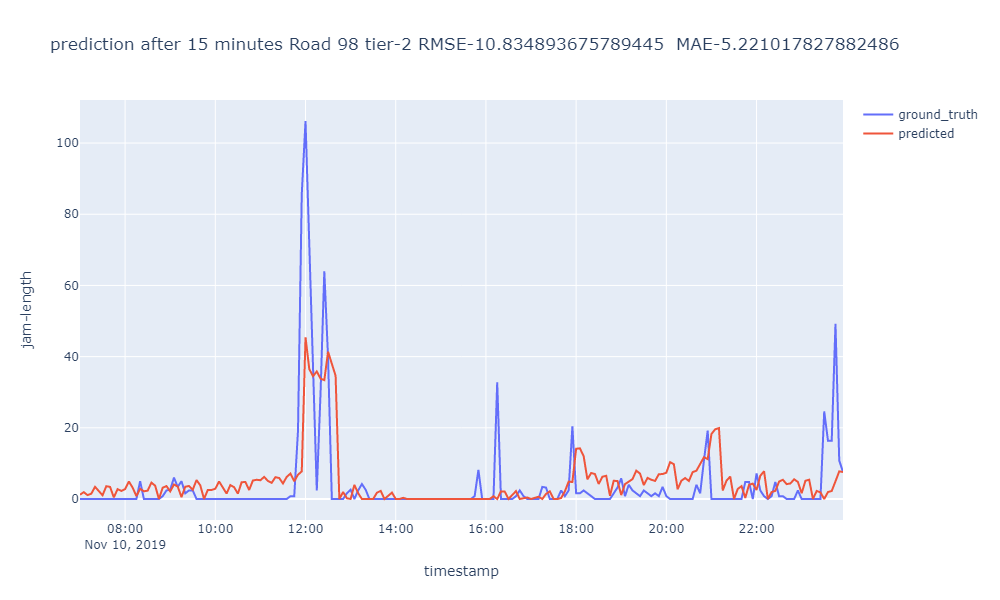 prediction after 15 minutes Road 98 tier-2 RMSE-10.834893675789445  MAE-5.221017827882486
ground_truth
predicted
jam-length
100
80
60
40
20
0
08:00 10:00 12:00 14:00 16:00 18:00 20:00 22:00
Nov 10, 2019
timestamp